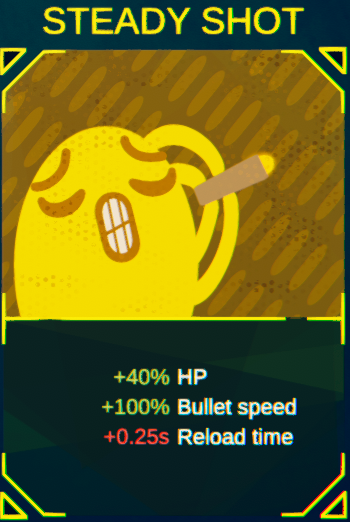 STEADY SHOT
+40% HP
+100% Bullet speed
+0.25s Reload time